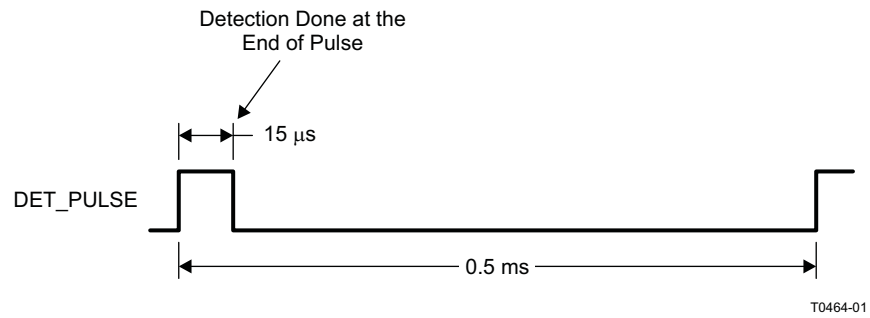 Detection Done at the
End of Pulse
15 μs
DET_PULSE
0.5 ms
T0464-01